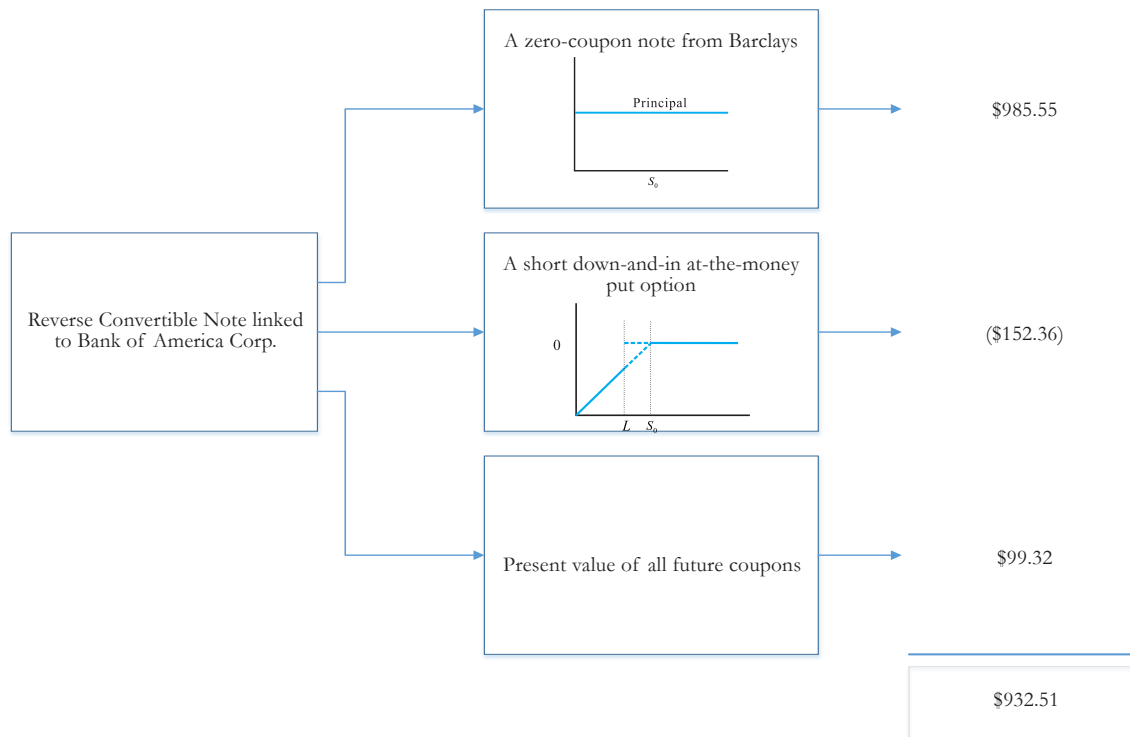 A zero-coupon note from Barclays
Principal
S₀
$985.55
Reverse Convertible Note linked
to Bank of America Corp.
A short down-and-in at-the-money
put option
0
L S₀
($152.36)
Present value of all future coupons
$99.32
$932.51